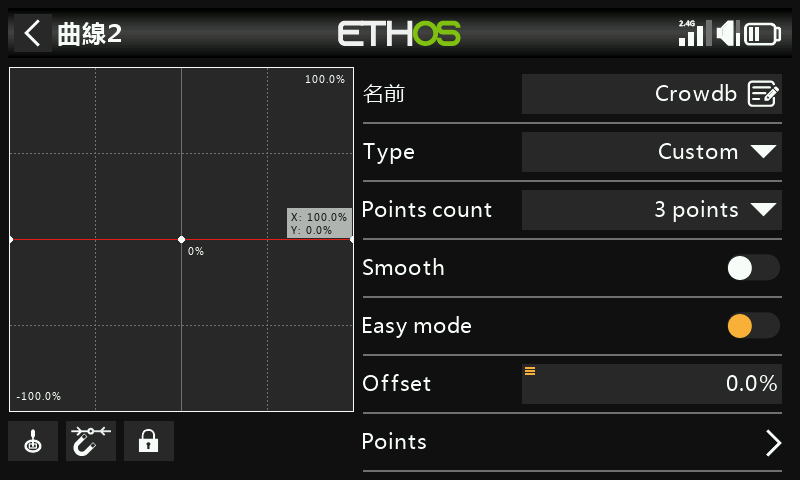 曲線2
ETHOS
2.4G
100.0%
X: 100.0%
Y: 0.0%
0%
-100.0%
名前 Crowdb
Type Custom
Points count 3 points
Smooth
Easy mode
Offset 0.0%
Points